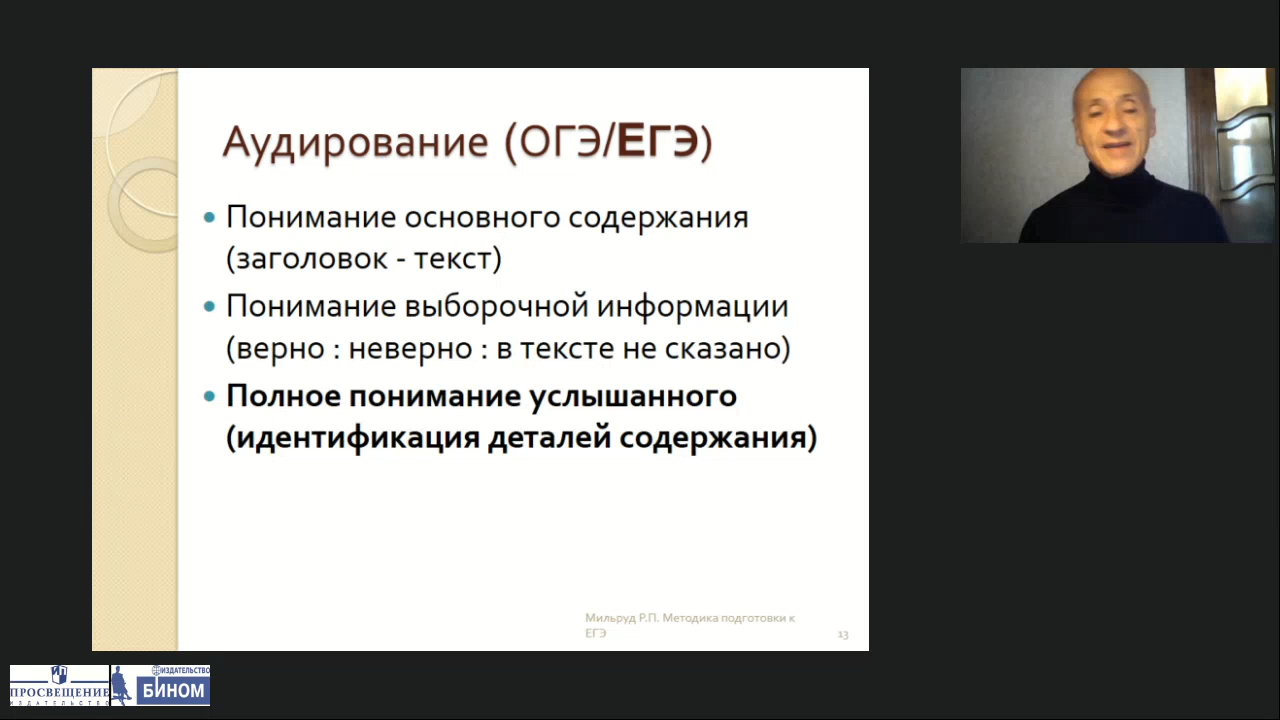 Аудирование (ОГЭ/ЕГЭ)
• Понимание основного содержания
(заголовок - текст)
• Понимание выборочной информации
(верно : неверно : в тексте не сказано)
• Полное понимание услышанного
(идентификация деталей содержания)
Мильруд Р.П. Методика подготовки к
ЕГЭ
13
ПРОСВЕЩЕНИЕ
ИЗДАТЕЛЬСТВО
ИЗДАТЕЛЬСТВО
БИНОМ